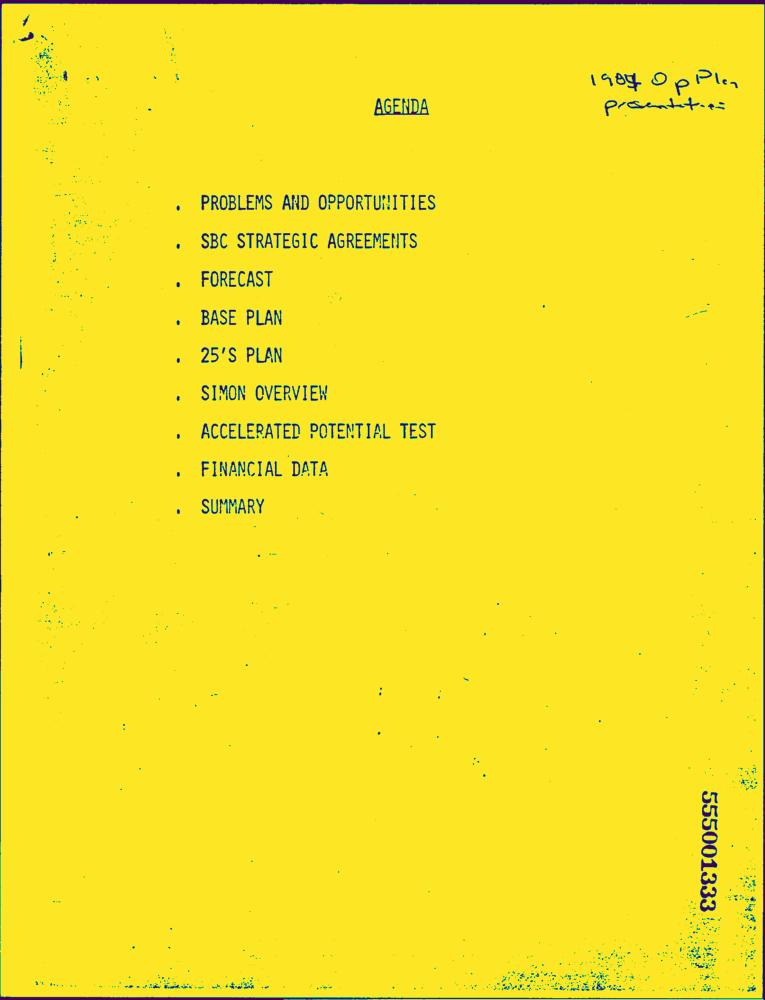 Op Plan
presentation
AGENDA
. PROBLEMS AND OPPORTUNITIES
. SBC STRATEGIC AGREEMENTS
. FORECAST
. BASE PLAN
. 25'S PLAN
. SIMON OVERVIEW
. ACCELERATED POTENTIAL TEST
. FINANCIAL DATA
. SUMMARY
555001333